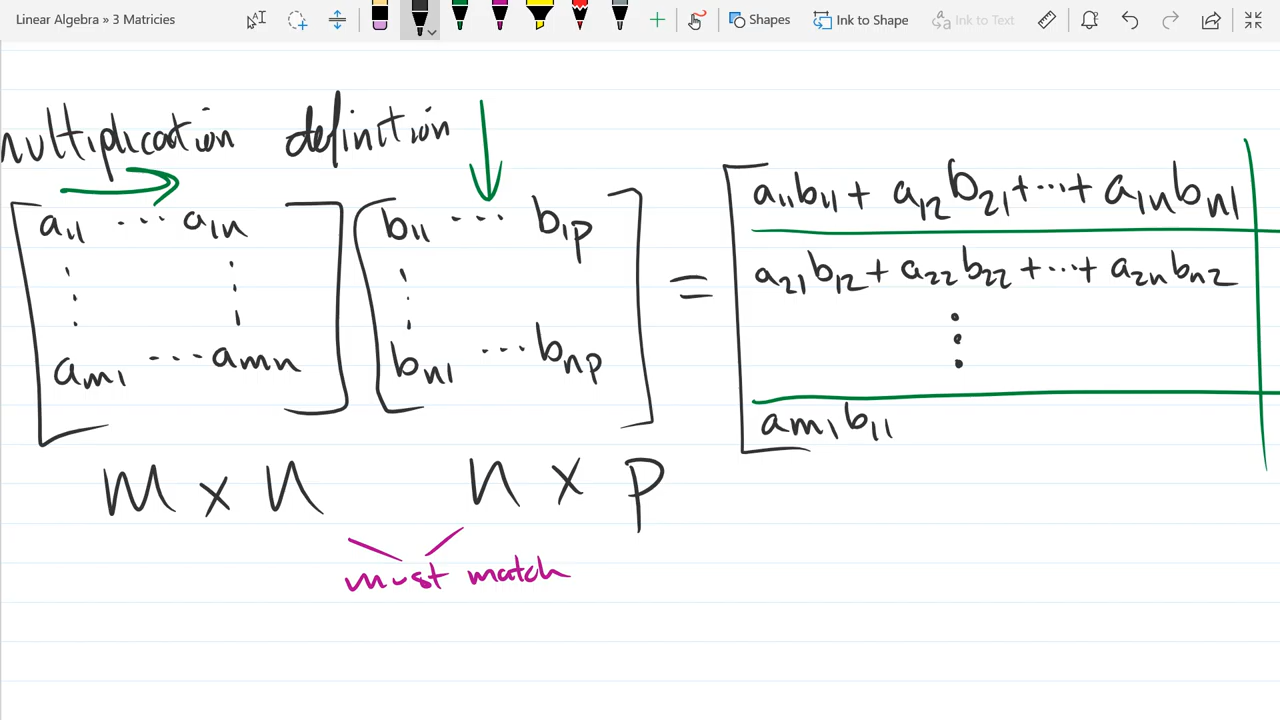 Linear Algebra » 3 Matricies
Shapes Ink to Shape Ink to Text
multiplication definition
a₁₁ ⋯ a₁ₙ b₁₁ ⋯ b₁ₚ = a₁₁b₁₁ + a₁₂b₂₁ + ⋯ + a₁ₙbₙ₁
⋮ ⋮ ⋮ a₂₁b₁₂ + a₂₂b₂₂ + ⋯ + a₂ₙbₙ₂
⋮
aₘ₁ ⋯ aₘₙ bₙ₁ ⋯ bₙₚ
aₘ₁b₁₁
m × n n × p
must match